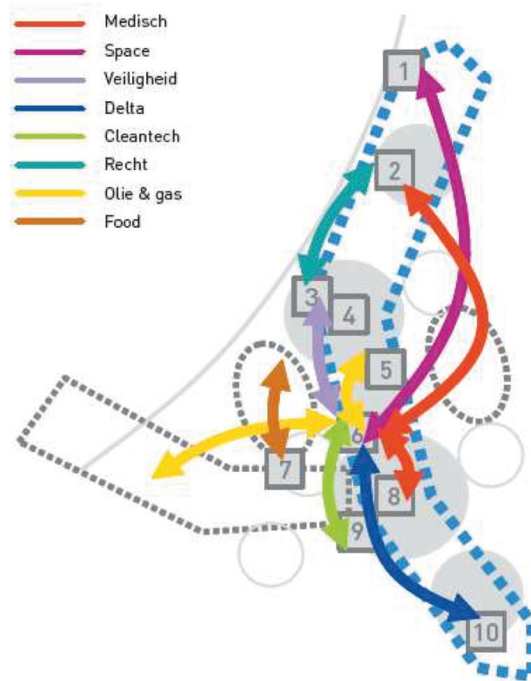 Medisch
Space
Veiligheid
Delta
Cleantech
Recht
Olie & gas
Food
1
2
3
4
5
6
7
8
9
10